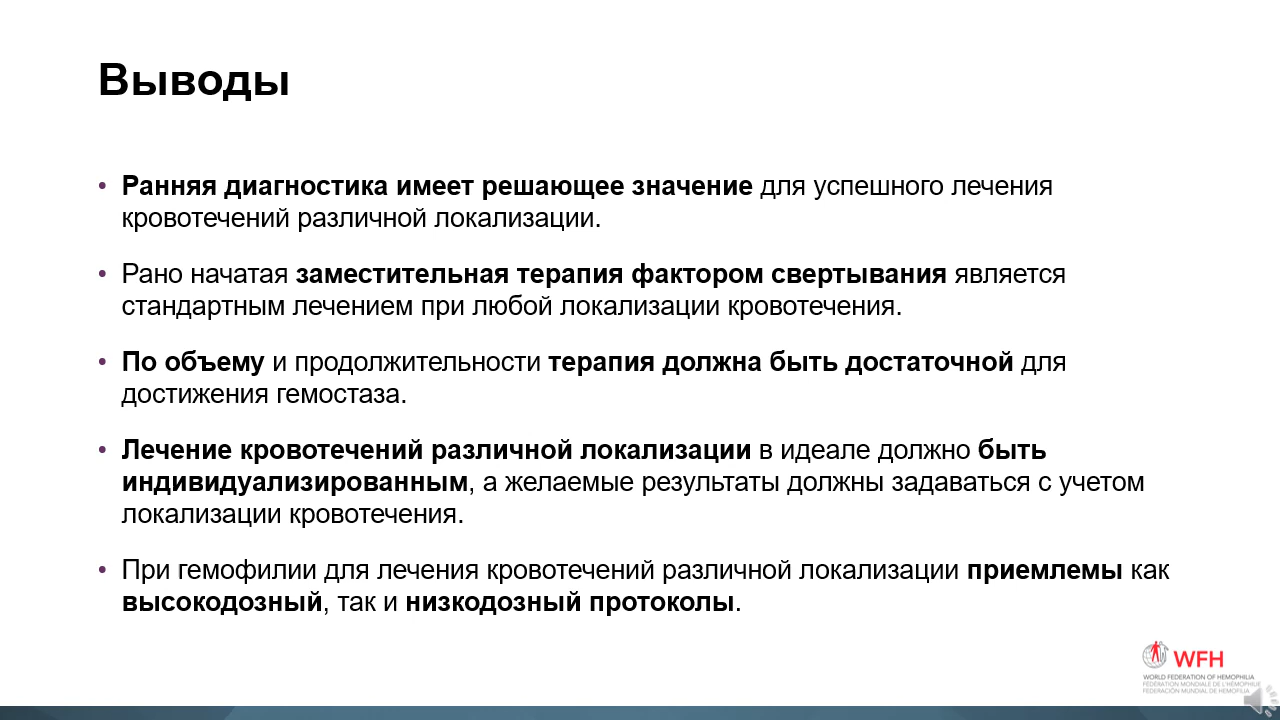 Выводы
• Ранняя диагностика имеет решающее значение для успешного лечения
кровотечений различной локализации.
• Рано начатая заместительная терапия фактором свертывания является
стандартным лечением при любой локализации кровотечения.
• По объему и продолжительности терапия должна быть достаточной для
достижения гемостаза.
• Лечение кровотечений различной локализации в идеале должно быть
индивидуализированным, а желаемые результаты должны задаваться с учетом
локализации кровотечения.
• При гемофилии для лечения кровотечений различной локализации приемлемы как
высокодозный, так и низкодозный протоколы.
WFH
WORLD FEDERATION OF HEMOPHILIA
FÉDÉRATION MONDIALE DE L'HÉMOPHILIE
FEDERACIÓN MUNDIAL DE HEMOFILIA